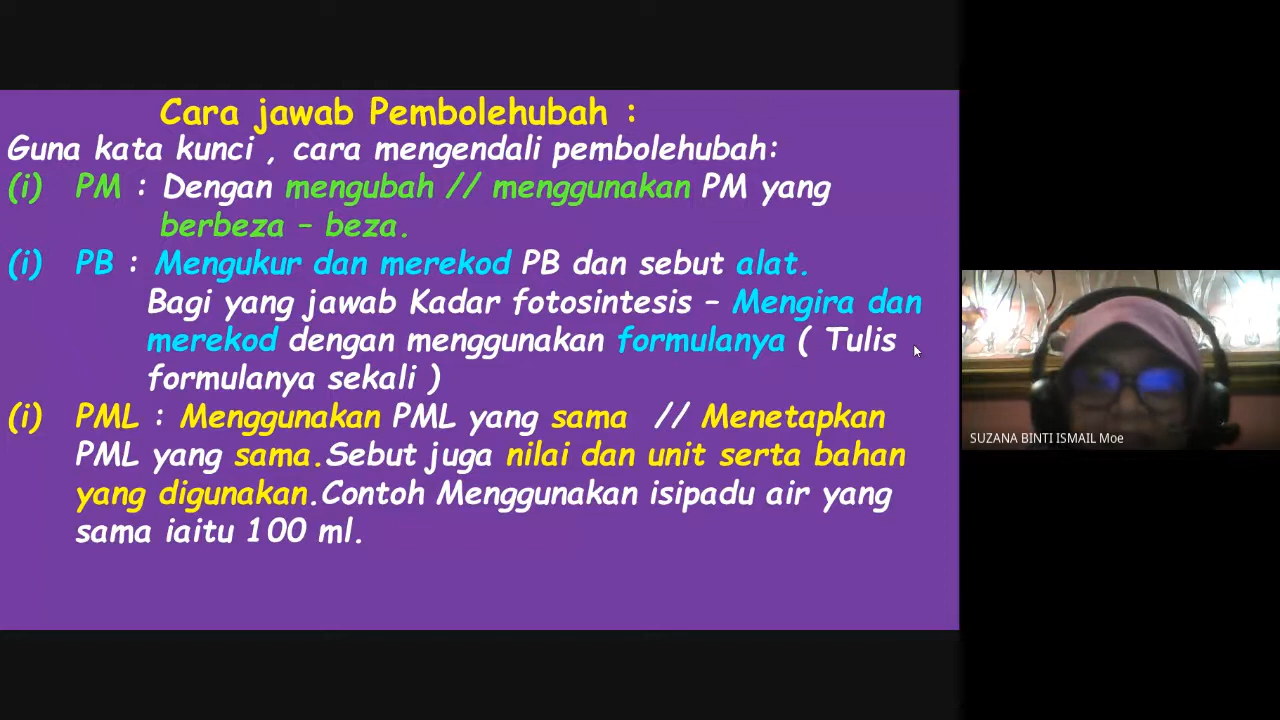 Cara jawab Pembolehubah :
Guna kata kunci , cara mengendali pembolehubah:
(i) PM : Dengan mengubah // menggunakan PM yang
berbeza – beza.
(i) PB : Mengukur dan merekod PB dan sebut alat.
Bagi yang jawab Kadar fotosintesis – Mengira dan
merekod dengan menggunakan formulanya ( Tulis
formulanya sekali )
(i) PML : Menggunakan PML yang sama // Menetapkan
PML yang sama.Sebut juga nilai dan unit serta bahan
yang digunakan.Contoh Menggunakan isipadu air yang
sama iaitu 100 ml.
SUZANA BINTI ISMAIL Moe